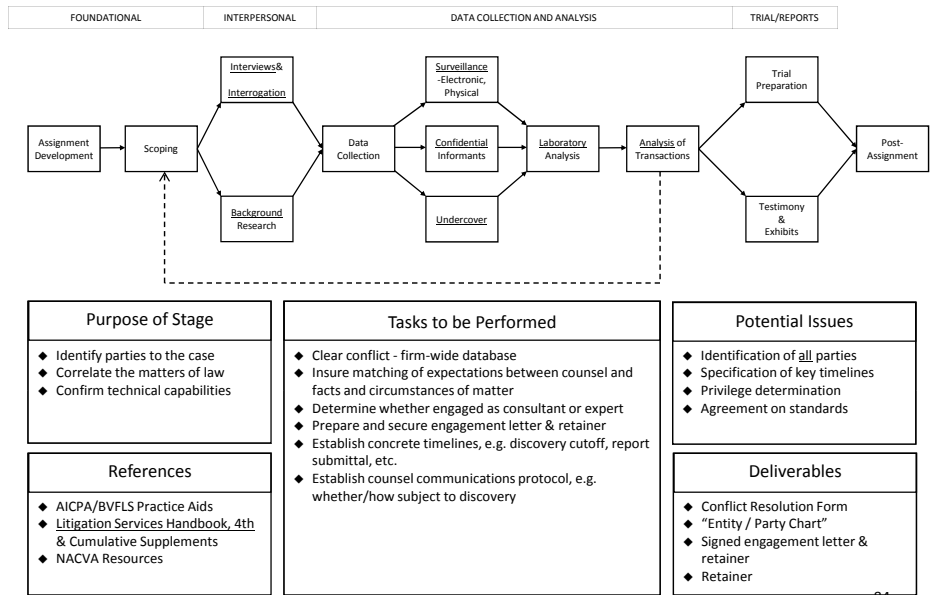 FOUNDATIONAL INTERPERSONAL DATA COLLECTION AND ANALYSIS TRIAL/REPORTS
Interviews&
Interrogation
Surveillance
-Electronic,
Physical
Trial
Preparation
Assignment
Development
Scoping
Data
Collection
Confidential
Informants
Laboratory
Analysis
Analysis of
Transactions
Post-
Assignment
Background
Research
Undercover
Testimony
&
Exhibits
Purpose of Stage
◆ Identify parties to the case
◆ Correlate the matters of law
◆ Confirm technical capabilities
Tasks to be Performed
◆ Clear conflict - firm-wide database
◆ Insure matching of expectations between counsel and
facts and circumstances of matter
◆ Determine whether engaged as consultant or expert
◆ Prepare and secure engagement letter & retainer
◆ Establish concrete timelines, e.g. discovery cutoff, report
submittal, etc.
◆ Establish counsel communications protocol, e.g.
whether/how subject to discovery
Potential Issues
◆ Identification of all parties
◆ Specification of key timelines
◆ Privilege determination
◆ Agreement on standards
References
◆ AICPA/BVFLS Practice Aids
◆ Litigation Services Handbook, 4th
& Cumulative Supplements
◆ NACVA Resources
Deliverables
◆ Conflict Resolution Form
◆ “Entity / Party Chart”
◆ Signed engagement letter &
retainer
◆ Retainer